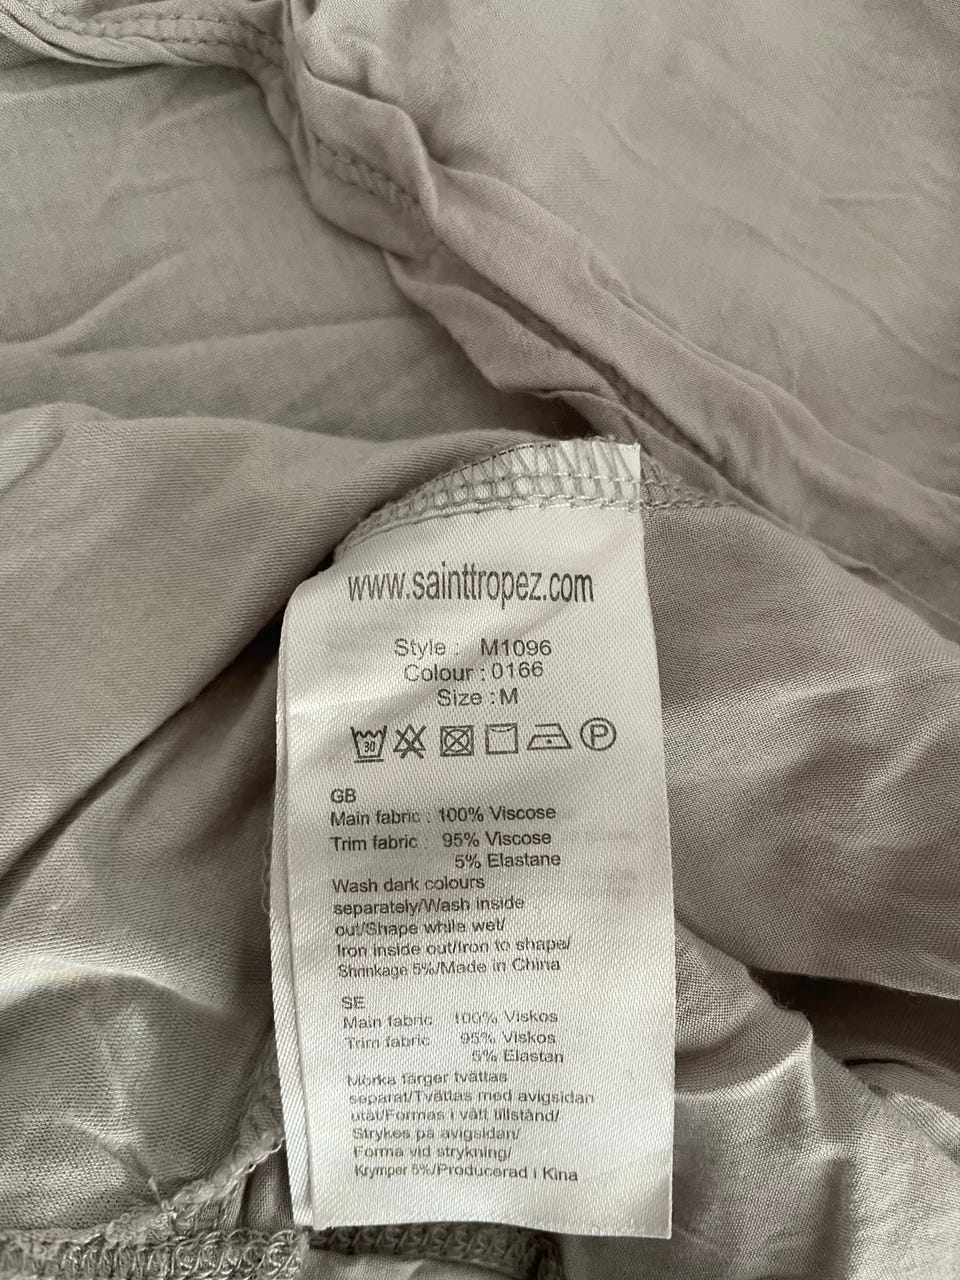 www.sainttropez.com
Style : M1096
Colour : 0166
Size : M
30 P
GB
Main fabric : 100% Viscose
Trim fabric : 95% Viscose
5% Elastane
Wash dark colours
separately/Wash inside
out/Shape while wet/
Iron inside out/Iron to shape/
Shrinkage 5%/Made in China
SE
Main fabric 100% Viskos
Trim fabric 95% Viskos
5% Elastan
Mörka färger tvättas
separat/Tvättas med avigsidan
utåt/Formas i vått tillstånd/
Strykes på avigsidan/
Forma vid strykning/
Krymper 5%/Producerad i Kina